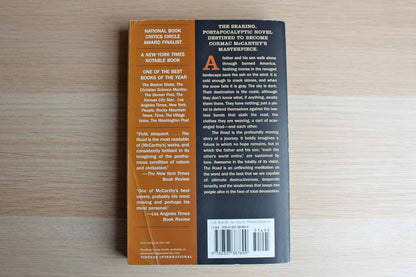 NATIONAL BOOK
CRITICS CIRCLE
AWARD FINALIST
A NEW YORK TIMES
NOTABLE BOOK
ONE OF THE BEST
BOOKS OF THE YEAR
The Boston Globe, The
Christian Science Monitor,
The Denver Post, The
Kansas City Star, Los
Angeles Times, New York,
People, Rocky Mountain
News, Time, The Village
Voice, The Washington Post
"Vivid, eloquent. . . . The
Road is the most readable of
[McCarthy's] works, and
consistently brilliant in its
imagining of the posthu-
mous condition of nature
and civilization."
—The New York Times
Book Review
"One of McCarthy's best
novels, probably his most
moving and perhaps his
most personal."
—Los Angeles Times
Book Review
VINTAGE INTERNATIONAL
THE SEARING,
POSTAPOCALYPTIC NOVEL
DESTINED TO BECOME
CORMAC McCARTHY'S
MASTERPIECE.
A father and his son walk alone
through burned America.
Nothing moves in the ravaged
landscape save the ash on the wind. It is
cold enough to crack stones, and when
the snow falls it is gray. The sky is dark.
Their destination is the coast, although
they don't know what, if anything, awaits
them there. They have nothing; just a pis-
tol to defend themselves against the law-
less bands that stalk the road, the
clothes they are wearing, a cart of scav-
enged food—and each other.
The Road is the profoundly moving
story of a journey. It boldly imagines a
future in which no hope remains, but in
which the father and his son, "each the
other's world entire," are sustained by
love. Awesome in the totality of its vision,
The Road is an unflinching meditation on
the worst and the best that we are capable
of: ultimate destructiveness, desperate
tenacity, and the tenderness that keeps two
people alive in the face of total devastation.